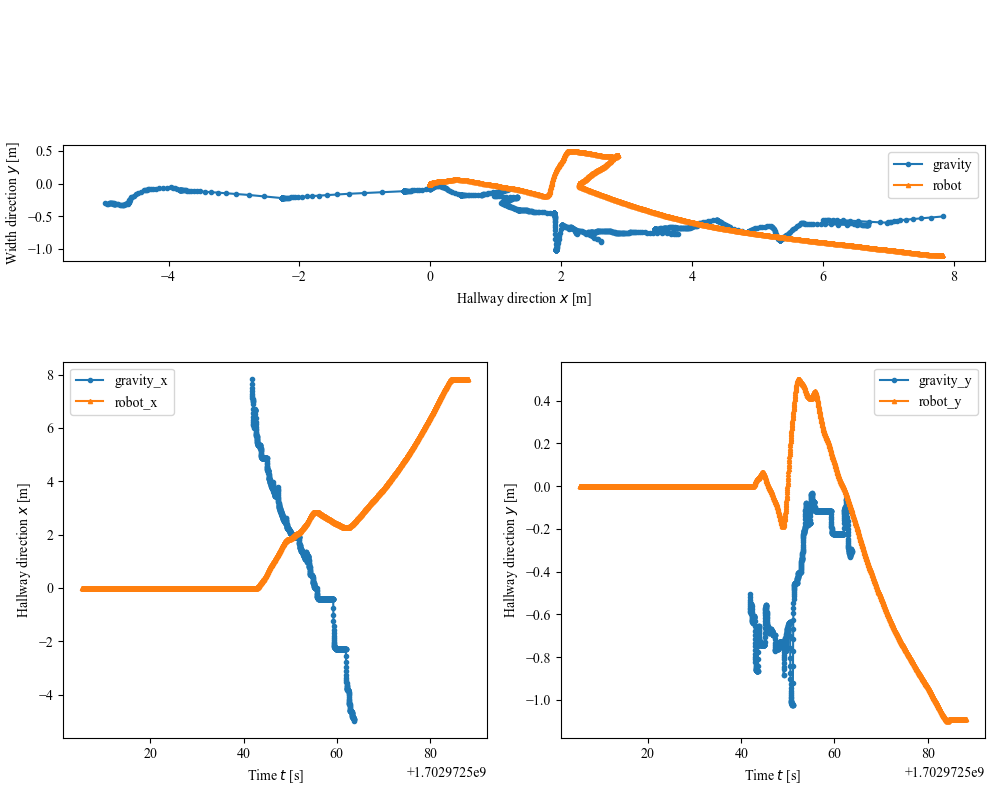 Width direction y [m]
0.5
0.0
−0.5
−1.0
gravity
robot
−4
−2
0
2
4
6
8
Hallway direction x [m]
Hallway direction x [m]
8
6
4
2
0
−2
−4
gravity_x
robot_x
20
40
60
80
Time t [s]
+1.7029725e9
Hallway direction y [m]
0.4
0.2
0.0
−0.2
−0.4
−0.6
−0.8
−1.0
gravity_y
robot_y
20
40
60
80
Time t [s]
+1.7029725e9